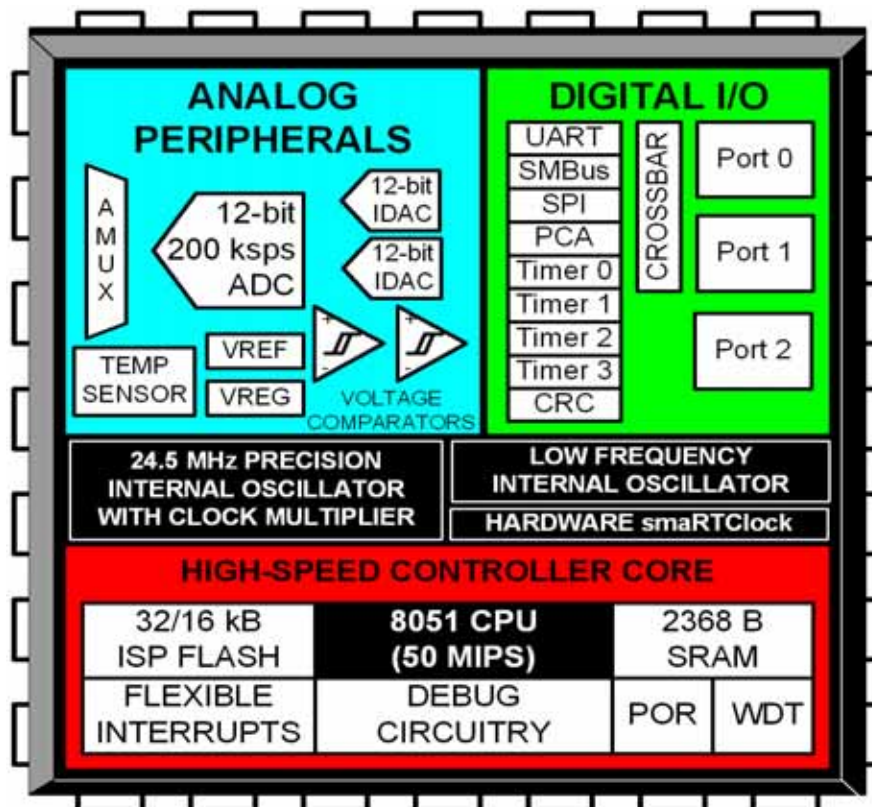 ANALOG
PERIPHERALS
A
M
U
X
12-bit
200 ksps
ADC
12-bit
IDAC
12-bit
IDAC
+
-
+
-
TEMP
SENSOR
VREF
VREG
VOLTAGE
COMPARATORS
DIGITAL I/O
UART
SMBus
SPI
PCA
Timer 0
Timer 1
Timer 2
Timer 3
CRC
CROSSBAR
Port 0
Port 1
Port 2
24.5 MHz PRECISION
INTERNAL OSCILLATOR
WITH CLOCK MULTIPLIER
LOW FREQUENCY
INTERNAL OSCILLATOR
HARDWARE smaRTClock
HIGH-SPEED CONTROLLER CORE
32/16 kB
ISP FLASH
8051 CPU
(50 MIPS)
2368 B
SRAM
FLEXIBLE
INTERRUPTS
DEBUG
CIRCUITRY
POR
WDT